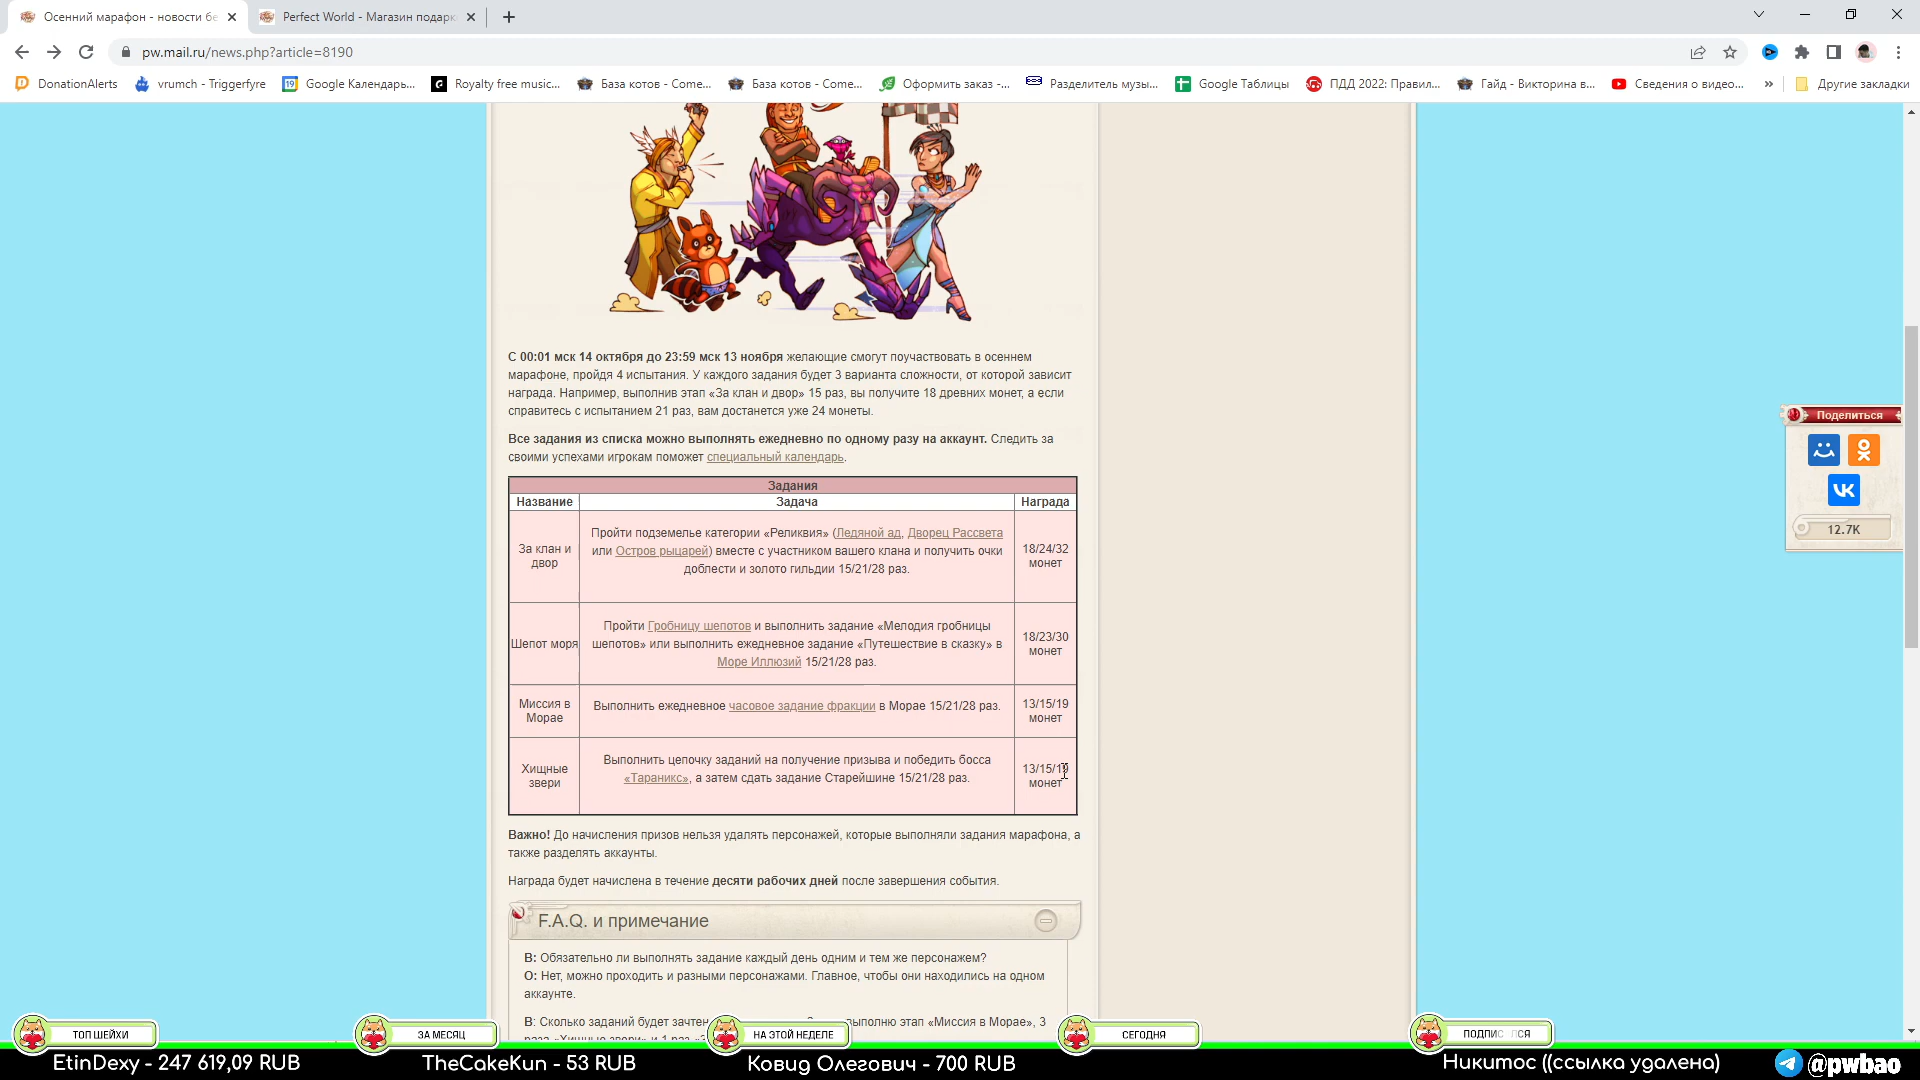 Осенний марафон - новости бе
Perfect World - Магазин подарк
pw.mail.ru/news.php?article=8190
DonationAlerts
vrumch - Triggerfyre
Google Календарь...
Royalty free music...
База котов - Come...
База котов - Come...
Оформить заказ -...
Разделитель музы...
Google Таблицы
ПДД 2022: Правил...
Гайд - Викторина в...
Сведения о видео...
»
Другие закладки
С 00:01 мск 14 октября до 23:59 мск 13 ноября желающие смогут поучаствовать в осеннем
марафоне, пройдя 4 испытания. У каждого задания будет 3 варианта сложности, от которой зависит
награда. Например, выполнив этап «За клан и двор» 15 раз, вы получите 18 древних монет, а если
справитесь с испытанием 21 раз, вам достанется уже 24 монеты.
Все задания из списка можно выполнять ежедневно по одному разу на аккаунт. Следить за
своими успехами игрокам поможет специальный календарь.
Задания
Название Задача Награда
За клан и
двор
Пройти подземелье категории «Реликвия» (Ледяной ад, Дворец Рассвета
или Остров рыцарей) вместе с участником вашего клана и получить очки
доблести и золото гильдии 15/21/28 раз.
18/24/32
монет
Шепот моря
Пройти Гробницу шепотов и выполнить задание «Мелодия гробницы
шепотов» или выполнить ежедневное задание «Путешествие в сказку» в
Море Иллюзий 15/21/28 раз.
18/23/30
монет
Миссия в
Морае
Выполнить ежедневное часовое задание фракции в Морае 15/21/28 раз.
13/15/19
монет
Хищные
звери
Выполнить цепочку заданий на получение призыва и победить босса
«Тараникс», а затем сдать задание Старейшине 15/21/28 раз.
13/15/19
монет
Важно! До начисления призов нельзя удалять персонажей, которые выполняли задания марафона, а
также разделять аккаунты.
Награда будет начислена в течение десяти рабочих дней после завершения события.
F.A.Q. и примечание
В: Обязательно ли выполнять задание каждый день одним и тем же персонажем?
О: Нет, можно проходить и разными персонажами. Главное, чтобы они находились на одном
аккаунте.
В: Сколько заданий будет зачтен выполню этап «Миссия в Морае», 3
Поделиться
12.7K
ТОП ШЕЙХИ
EtinDexy - 247 619,09 RUB
ЗА МЕСЯЦ
TheCakeKun - 53 RUB
НА ЭТОЙ НЕДЕЛЕ
Ковид Олегович - 700 RUB
СЕГОДНЯ
ПОДПИС ЛСЯ
Никитос ((ссылка удалена)
@pwbao